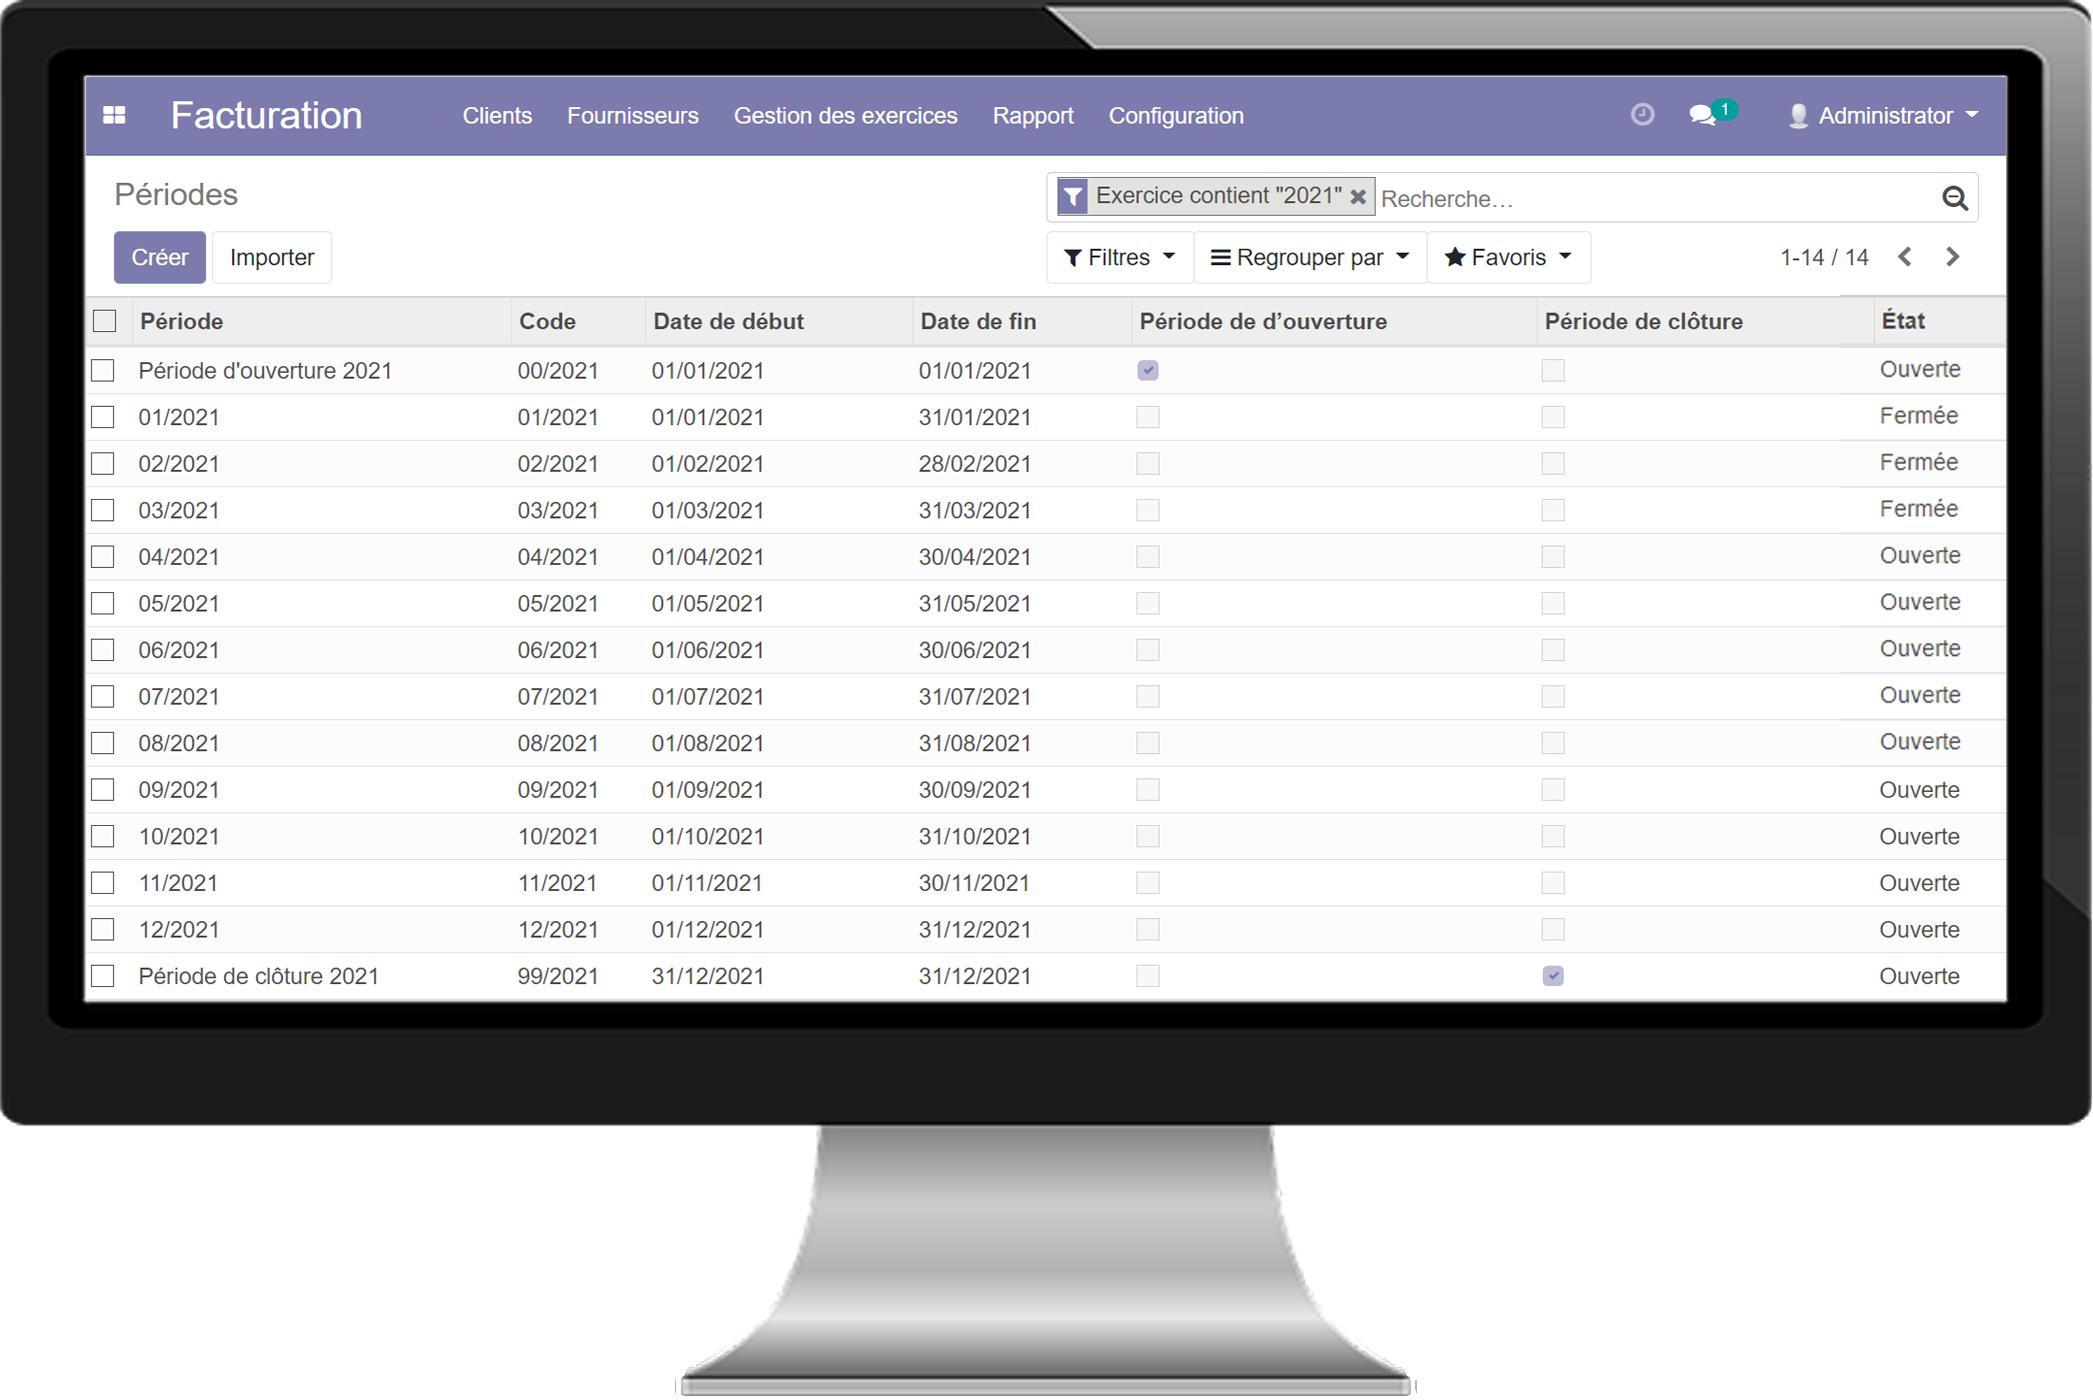 Facturation Clients Fournisseurs Gestion des exercices Rapport Configuration 1 Administrator
Périodes
Exercice contient "2021" Recherche...
Créer Importer
Filtres Regrouper par Favoris 1-14 / 14
Période Code Date de début Date de fin Période de d’ouverture Période de clôture État
Période d'ouverture 2021 00/2021 01/01/2021 01/01/2021 Ouverte
01/2021 01/2021 01/01/2021 31/01/2021 Fermée
02/2021 02/2021 01/02/2021 28/02/2021 Fermée
03/2021 03/2021 01/03/2021 31/03/2021 Fermée
04/2021 04/2021 01/04/2021 30/04/2021 Ouverte
05/2021 05/2021 01/05/2021 31/05/2021 Ouverte
06/2021 06/2021 01/06/2021 30/06/2021 Ouverte
07/2021 07/2021 01/07/2021 31/07/2021 Ouverte
08/2021 08/2021 01/08/2021 31/08/2021 Ouverte
09/2021 09/2021 01/09/2021 30/09/2021 Ouverte
10/2021 10/2021 01/10/2021 31/10/2021 Ouverte
11/2021 11/2021 01/11/2021 30/11/2021 Ouverte
12/2021 12/2021 01/12/2021 31/12/2021 Ouverte
Période de clôture 2021 99/2021 31/12/2021 31/12/2021 Ouverte